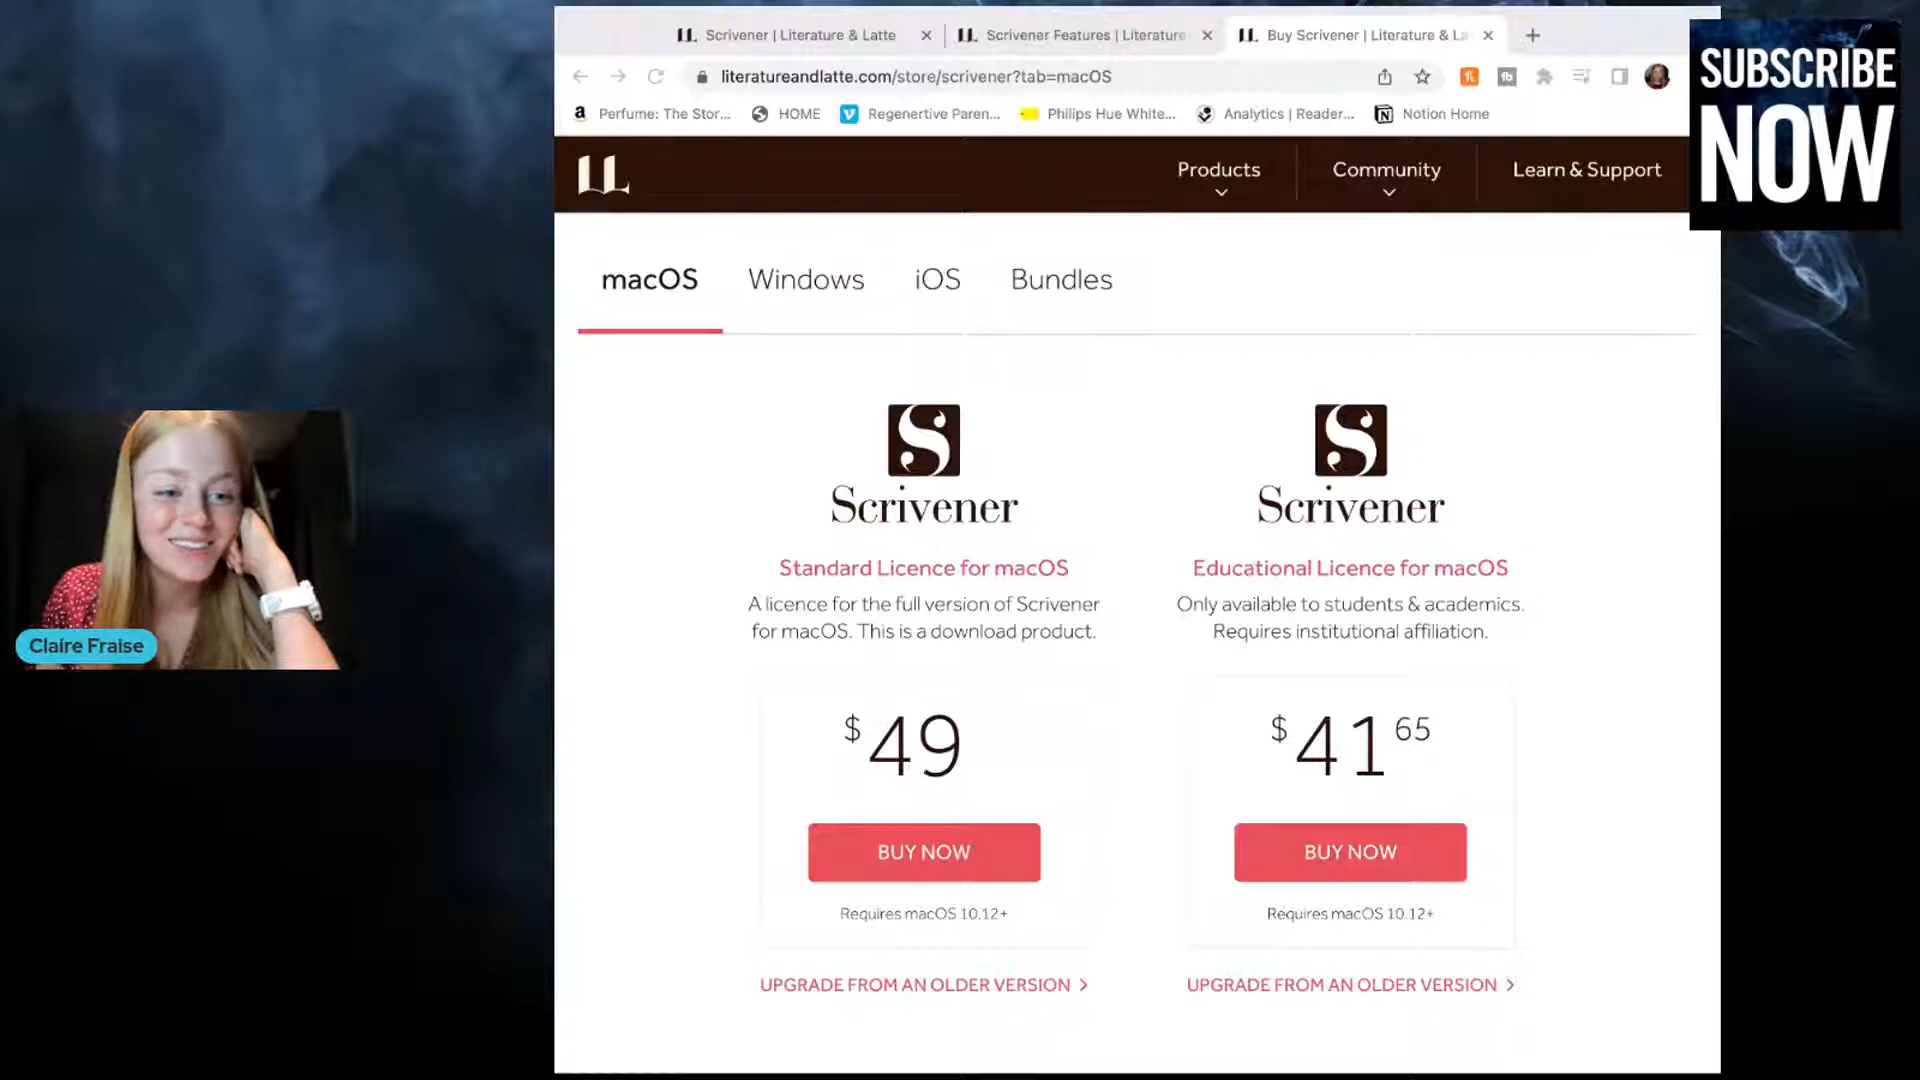 Scrivener | Literature & Latte
Scrivener Features | Literature
Buy Scrivener | Literature & La
literatureandlatte.com/store/scrivener?tab=macOS
Perfume: The Stor...
HOME
Regenertive Paren...
Philips Hue White...
Analytics | Reader...
Notion Home
SUBSCRIBE
NOW
LL
Products
Community
Learn & Support
macOS
Windows
iOS
Bundles
Scrivener
Standard Licence for macOS
A licence for the full version of Scrivener
for macOS. This is a download product.
$49
BUY NOW
Requires macOS 10.12+
UPGRADE FROM AN OLDER VERSION >
Scrivener
Educational Licence for macOS
Only available to students & academics.
Requires institutional affiliation.
$41 65
BUY NOW
Requires macOS 10.12+
UPGRADE FROM AN OLDER VERSION >
Claire Fraise